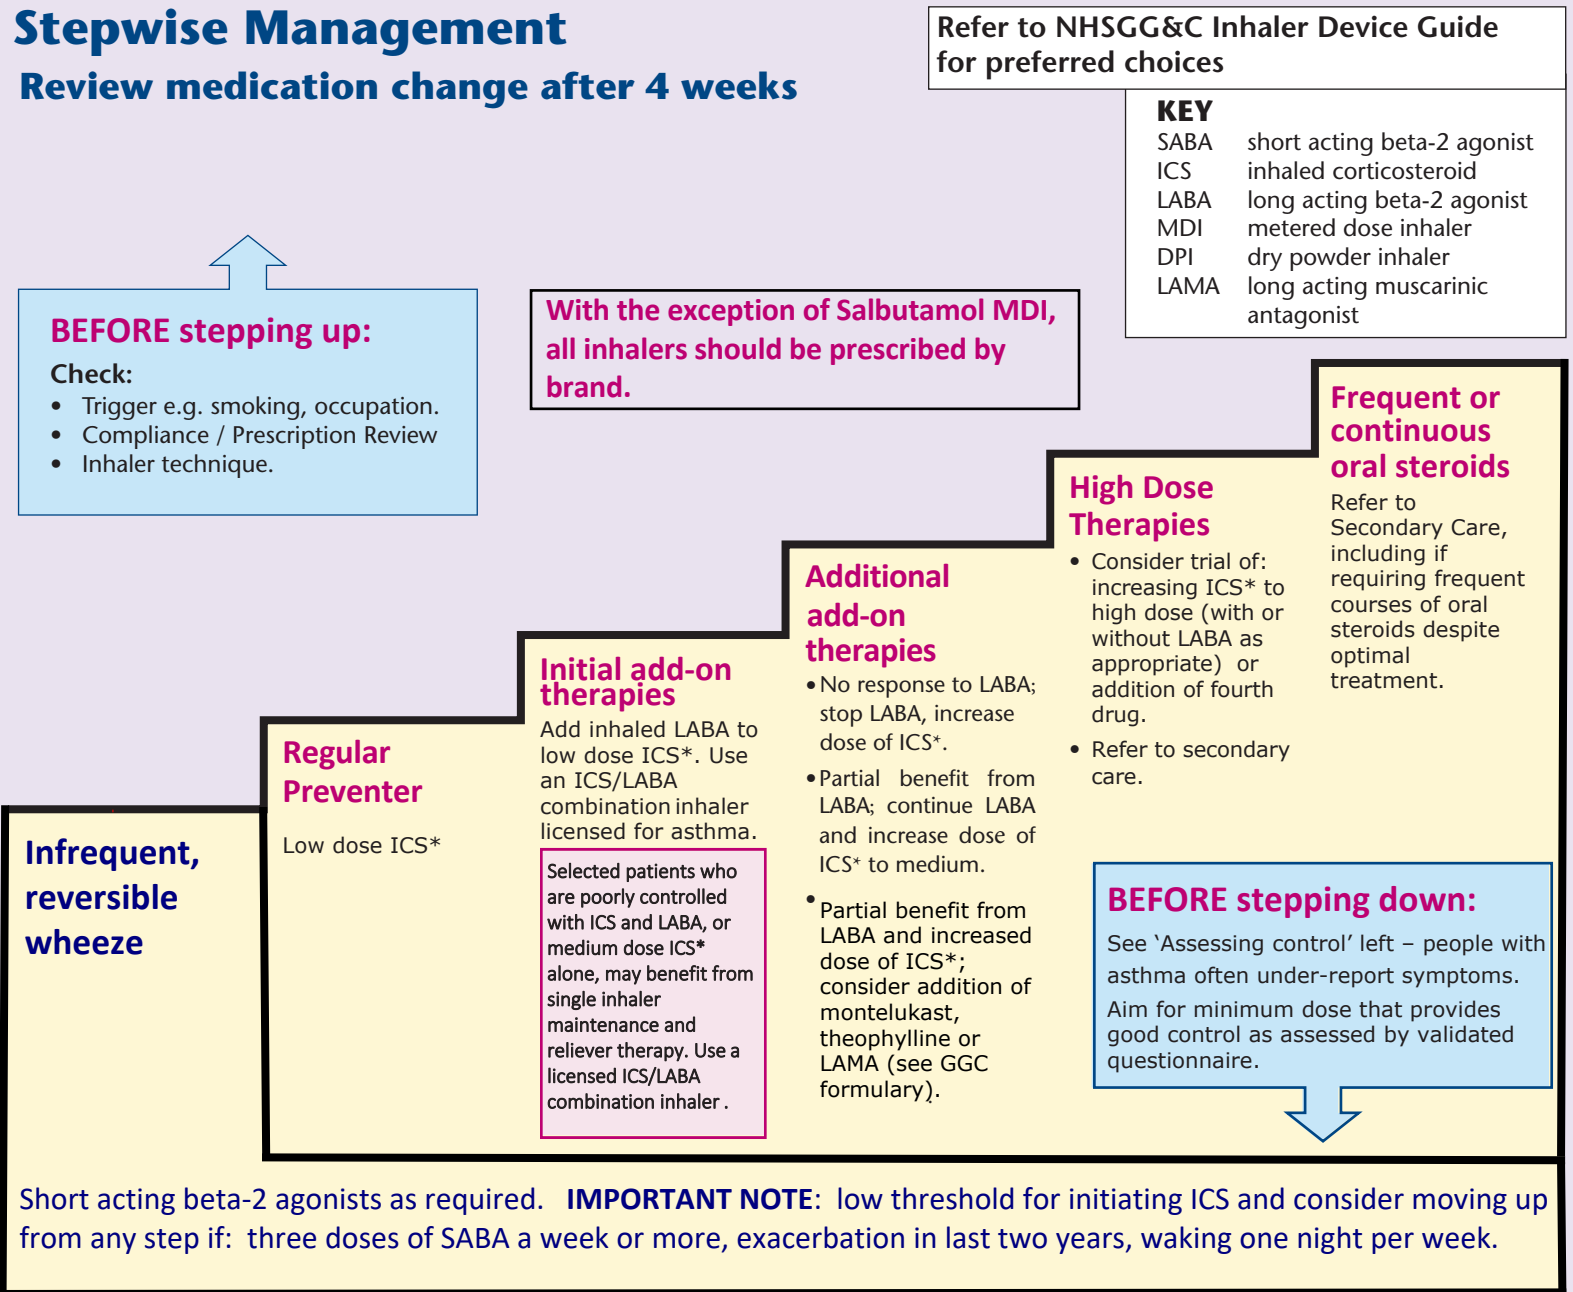 Stepwise Management
Review medication change after 4 weeks
Refer to NHSGG&C Inhaler Device Guide
for preferred choices
KEY
SABA short acting beta-2 agonist
ICS inhaled corticosteroid
LABA long acting beta-2 agonist
MDI metered dose inhaler
DPI dry powder inhaler
LAMA long acting muscarinic
antagonist
BEFORE stepping up:
Check:
• Trigger e.g. smoking, occupation.
• Compliance / Prescription Review
• Inhaler technique.
With the exception of Salbutamol MDI,
all inhalers should be prescribed by
brand.
Infrequent,
reversible
wheeze
Regular
Preventer
Low dose ICS*
Initial add-on
therapies
Add inhaled LABA to
low dose ICS*. Use
an ICS/LABA
combination inhaler
licensed for asthma.
Selected patients who
are poorly controlled
with ICS and LABA, or
medium dose ICS*
alone, may benefit from
single inhaler
maintenance and
reliever therapy. Use a
licensed ICS/LABA
combination inhaler .
Additional
add-on
therapies
• No response to LABA;
stop LABA, increase
dose of ICS*.
• Partial benefit from
LABA; continue LABA
and increase dose of
ICS* to medium.
• Partial benefit from
LABA and increased
dose of ICS*;
consider addition of
montelukast,
theophylline or
LAMA (see GGC
formulary).
High Dose
Therapies
• Consider trial of:
increasing ICS* to
high dose (with or
without LABA as
appropriate) or
addition of fourth
drug.
• Refer to secondary
care.
Frequent or
continuous
oral steroids
Refer to
Secondary Care,
including if
requiring frequent
courses of oral
steroids despite
optimal
treatment.
BEFORE stepping down:
See ‘Assessing control’ left – people with
asthma often under-report symptoms.
Aim for minimum dose that provides
good control as assessed by validated
questionnaire.
Short acting beta-2 agonists as required. IMPORTANT NOTE: low threshold for initiating ICS and consider moving up
from any step if: three doses of SABA a week or more, exacerbation in last two years, waking one night per week.